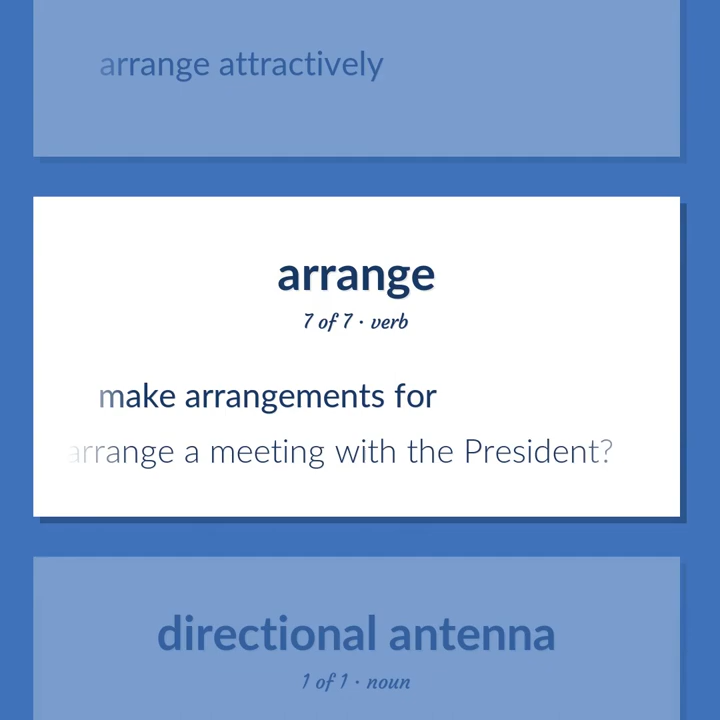 arrange attractively
arrange
7 of 7 · verb
make arrangements for
arrange a meeting with the President?
directional antenna
1 of 1 · noun